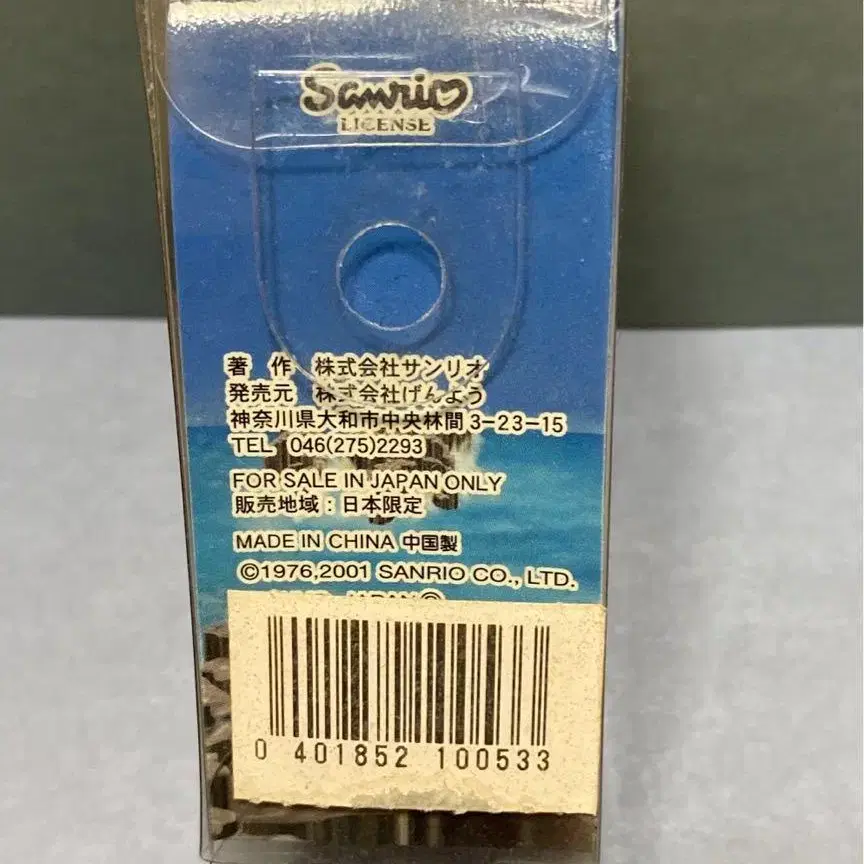 Sanrio
LICENSE
著 作 株式会社サンリオ
発売元 株式会社げんよう
神奈川県大和市中央林間3-23-15
TEL 046(275)2293
FOR SALE IN JAPAN ONLY
販売地域：日本限定
MADE IN CHINA 中国製
©1976,2001 SANRIO CO., LTD.
JAPAN
0 401852 100533